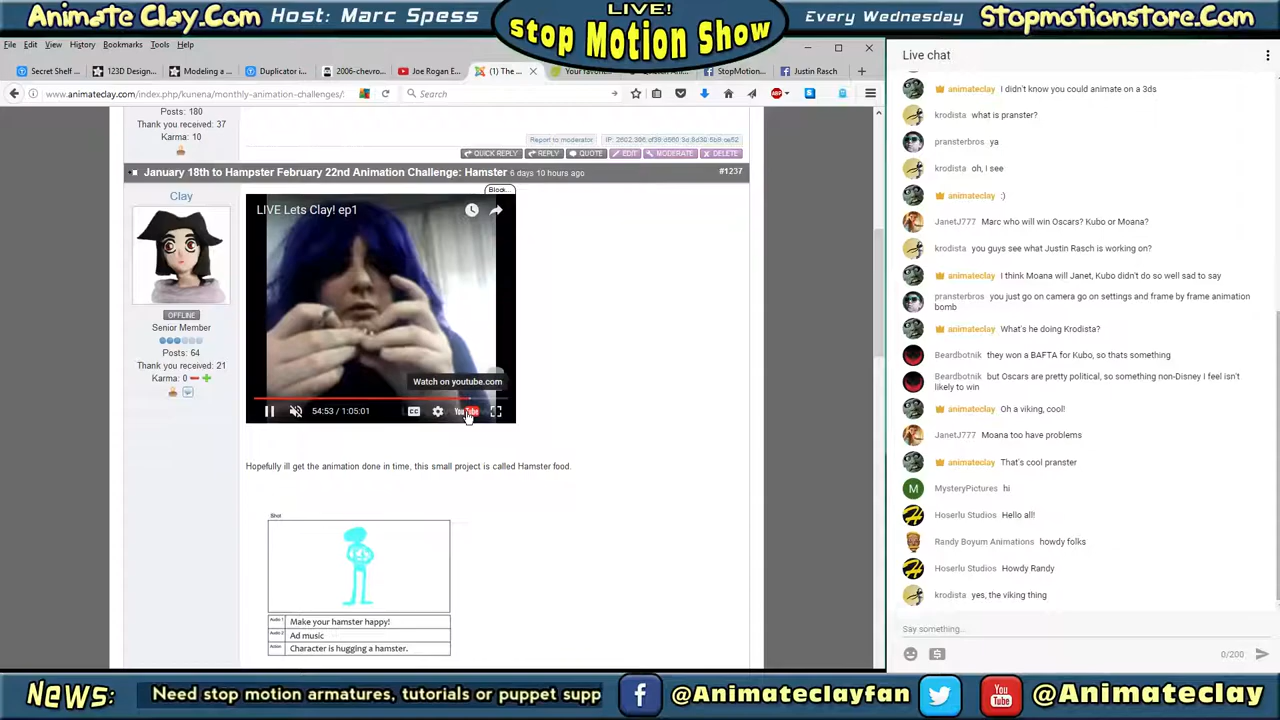 Animate Clay.Com Host: Marc Spess
LIVE!
Stop Motion Show
Every Wednesday Stopmotionstore.Com
File Edit View History Bookmarks Tools Help
Secret Shelf ... 123D Design... Modeling a ... Duplicator i... 2006-chevro... Joe Rogan E... The ... StopMotion... Justin Rasch
www.animateclay.com/index.php/kunena/monthly-animation-challenges/ Search
Posts: 180
Thank you received: 37
Karma: 10
Report to moderator
QUICK REPLY REPLY QUOTE EDIT MODERATE DELETE
January 18th to Hampster February 22nd Animation Challenge: Hamster 6 days 10 hours ago #1237
Clay
Block...
LIVE Lets Clay! ep1
OFFLINE
Senior Member
Posts: 64
Thank you received: 21
Karma: 0
Watch on youtube.com
54:53 / 1:05:01 CC YouTube
Hopefully ill get the animation done in time, this small project is called Hamster food.
Shot
Audio 1 Make your hamster happy!
Audio 2 Ad music
Action Character is hugging a hamster.
Live chat
animateclay I didn't know you could animate on a 3ds
krodista what is pranster?
pransterbros ya
krodista oh, I see
animateclay :)
JanetJ777 Marc who will win Oscars? Kubo or Moana?
krodista you guys see what Justin Rasch is working on?
animateclay I think Moana will Janet, Kubo didn't do so well sad to say
pransterbros you just go on camera go on settings and frame by frame animation
bomb
animateclay What's he doing Krodista?
Beardbotnik they won a BAFTA for Kubo, so thats something
Beardbotnik but Oscars are pretty political, so something non-Disney I feel isn't
likely to win
animateclay Oh a viking, cool!
JanetJ777 Moana too have problems
animateclay That's cool pranster
M MysteryPictures hi
Hoserlu Studios Hello all!
Randy Boyum Animations howdy folks
Hoserlu Studios Howdy Randy
krodista yes, the viking thing
Say something...
0/200
News: Need stop motion armatures, tutorials or puppet supp
@Animateclayfan You Tube @Animateclay